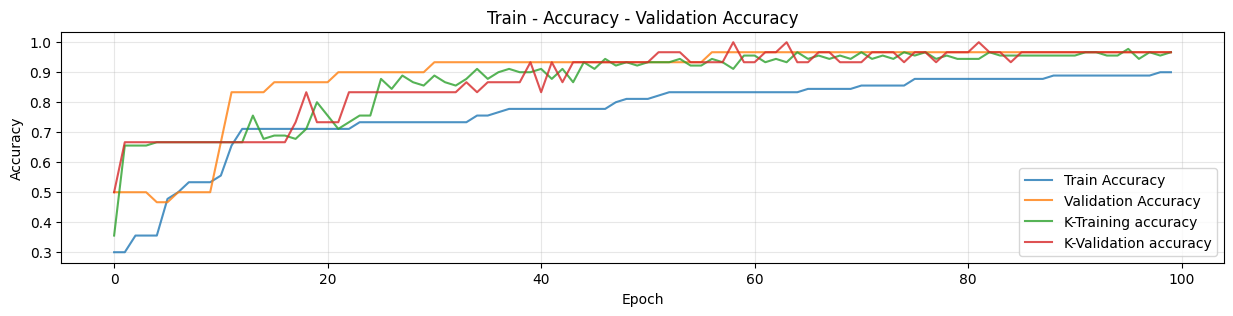 Train - Accuracy - Validation Accuracy
1.0
0.9
0.8
0.7
0.6
0.5
0.4
0.3
Accuracy
Train Accuracy
Validation Accuracy
K-Training accuracy
K-Validation accuracy
0 20 40 60 80 100
Epoch